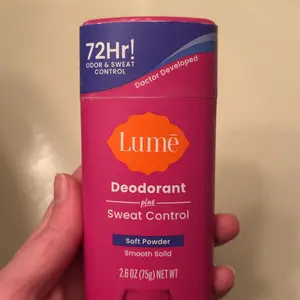 72Hr!
ODOR & SWEAT
CONTROL
Doctor Developed
Lumē
Deodorant
plus
Sweat Control
Soft Powder
Smooth Solid
2.6 OZ (75g) NET WT